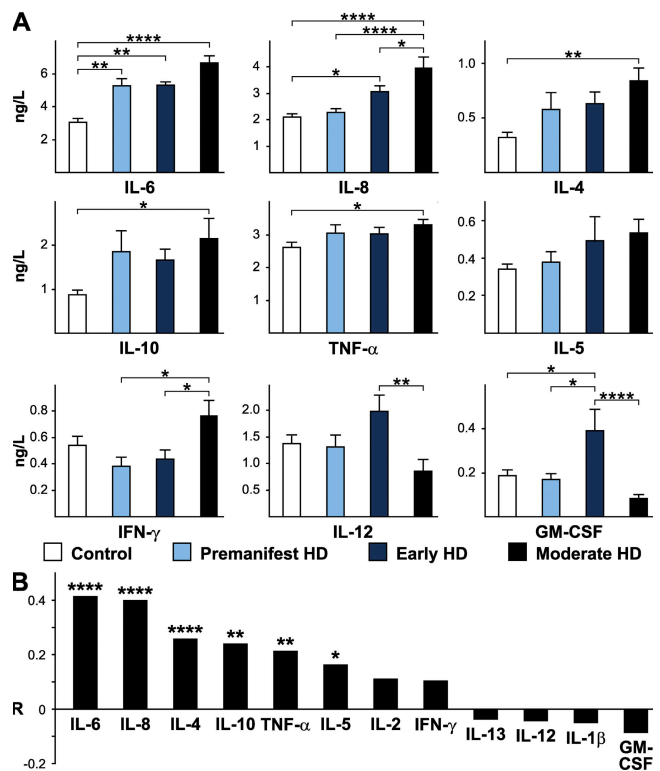 A
**** **** ****
** * **
** *
ng/L 6 4 2 4 3 2 1 1.0 0.5
IL-6 IL-8 IL-4
* *
ng/L 2 1 3 2 1 0.6 0.4 0.2
IL-10 TNF-α IL-5
* ** * * * ****
ng/L 0.8 0.6 0.4 0.2 2.0 1.5 1.0 0.5 0.4 0.2
IFN-γ IL-12 GM-CSF
Control Premanifest HD Early HD Moderate HD
B
0.4 **** **** **** ** ** *
0.2
R 0
IL-6 IL-8 IL-4 IL-10 TNF-α IL-5 IL-2 IFN-γ IL-13 IL-12 IL-1β GM-
CSF
-0.2